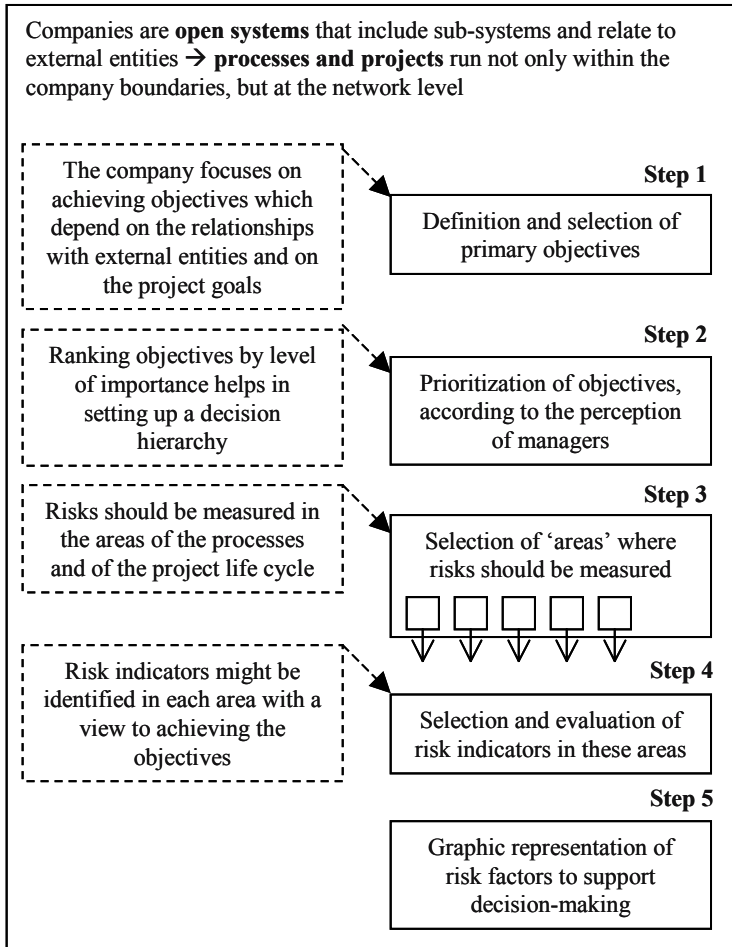 Companies are open systems that include sub-systems and relate to
external entities → processes and projects run not only within the
company boundaries, but at the network level
The company focuses on
achieving objectives which
depend on the relationships
with external entities and on
the project goals
Step 1
Definition and selection of
primary objectives
Ranking objectives by level
of importance helps in
setting up a decision
hierarchy
Step 2
Prioritization of objectives,
according to the perception
of managers
Risks should be measured in
the areas of the processes
and of the project life cycle
Step 3
Selection of ‘areas’ where
risks should be measured
Risk indicators might be
identified in each area with a
view to achieving the
objectives
Step 4
Selection and evaluation of
risk indicators in these areas
Step 5
Graphic representation of
risk factors to support
decision-making